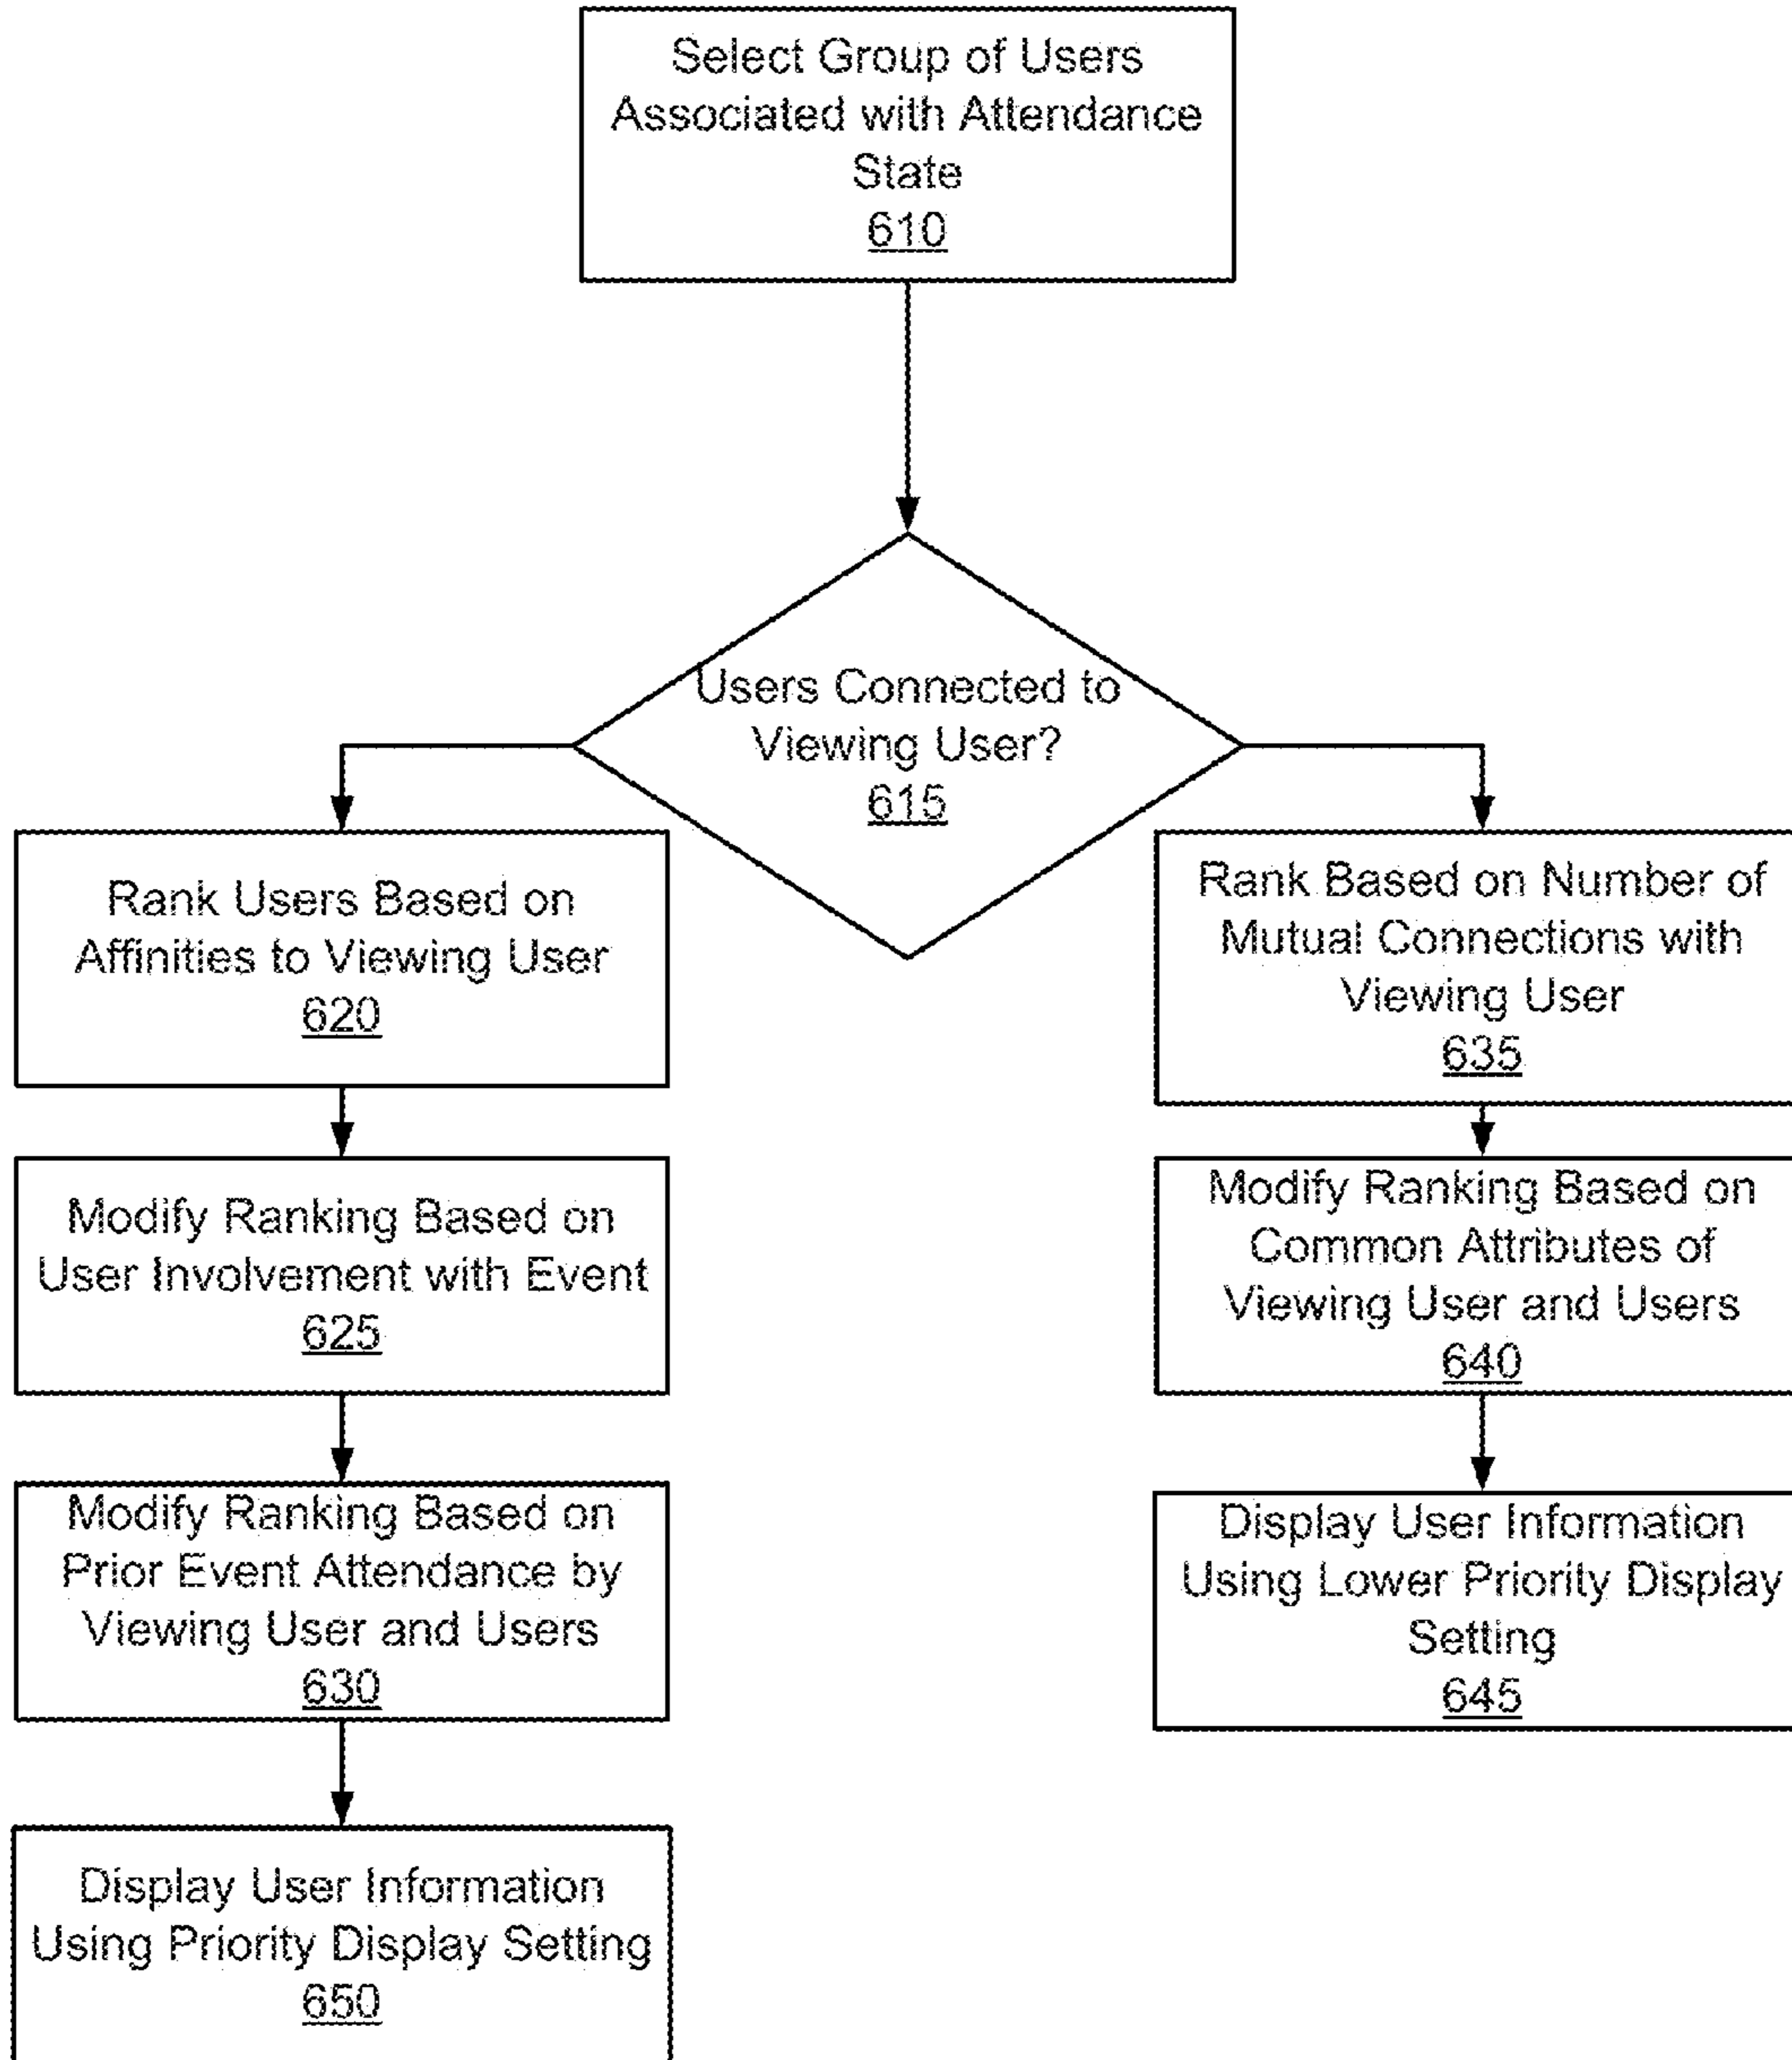 Select Group of Users
Associated with Attendance
State
610
Users Connected to
Viewing User?
615
Rank Users Based on
Affinities to Viewing User
620
Modify Ranking Based on
User Involvement with Event
625
Modify Ranking Based on
Prior Event Attendance by
Viewing User and Users
630
Display User Information
Using Priority Display Setting
650
Rank Based on Number of
Mutual Connections with
Viewing User
635
Modify Ranking Based on
Common Attributes of
Viewing User and Users
640
Display User Information
Using Lower Priority Display
Setting
645